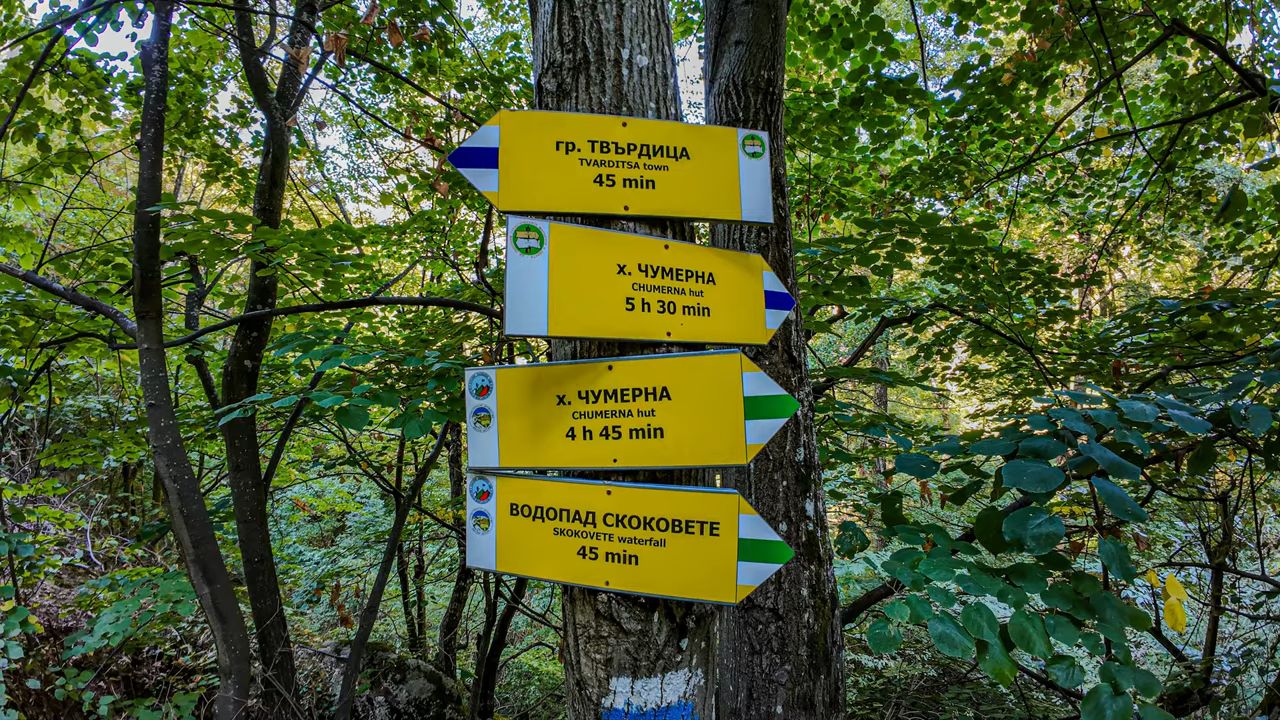 гр. ТВЪРДИЦА
TVARDITSA town
45 min
х. ЧУМЕРНА
CHUMERNA hut
5 h 30 min
х. ЧУМЕРНА
CHUMERNA hut
4 h 45 min
ВОДОПАД СКОКОВЕТЕ
SKOKOVETE waterfall
45 min